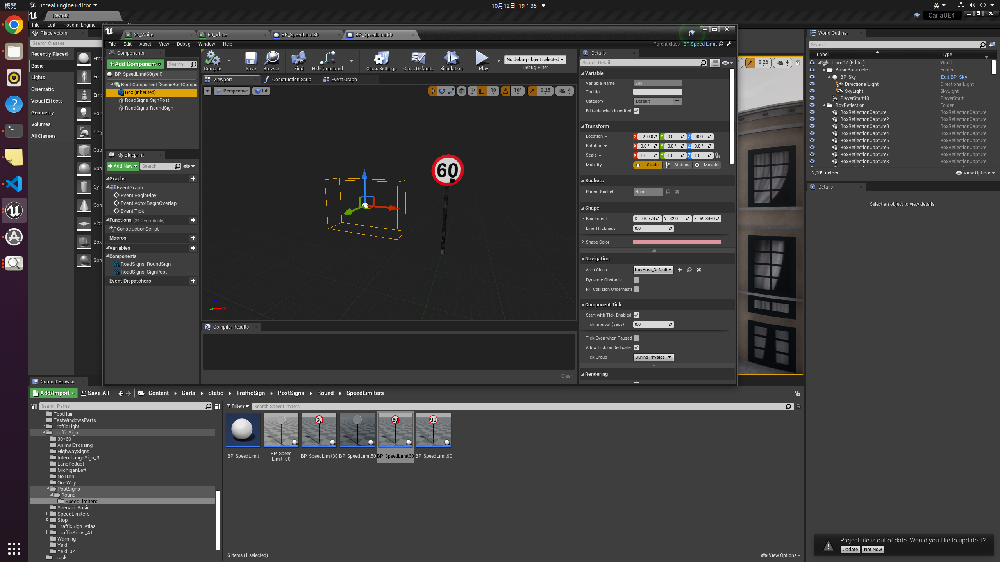 概覽
Unreal Engine Editor
10月12日 19：35
英
Town02
CarlaUE4
File Edit Houdini Engine
Place Actors
Search Classes
Recently Placed
Basic
Lights
Cinematic
Visual Effects
Geometry
Volumes
All Classes
Emp
Emp
Emp
Poin
Play
Cub
Sph
Cylin
Con
Plan
Box
Sph
30_White
60_white
BP_SpeedLimit30
BP_SpeedLimit60
File Edit Asset View Debug Window Help
Parent class: BP Speed Limit
Components
+Add Component
Search
BP_SpeedLimit60(self)
Root Component (SceneRootCompo
Box (Inherited)
RoadSigns_SignPost
RoadSigns_RoundSign
My Blueprint
+Add New
Search
Graphs
EventGraph
Event BeginPlay
Event ActorBeginOverlap
Event Tick
Functions (24 Overridable)
ConstructionScript
Macros
Variables
Components
RoadSigns_RoundSign
RoadSigns_SignPost
Event Dispatchers
Compile
Save
Browse
Find
Hide Unrelated
Class Settings
Class Defaults
Simulation
Play
No debug object selected
Debug Filter
Viewport
Construction Scrip
Event Graph
Perspective
Lit
10
10°
0.25
4
60
Z
X
Y
Compiler Results
Clear
Details
Search Details
Variable
Variable Name Box
Tooltip
Category Default
Editable when Inherited
Transform
Location X -210.0 Y 0.0 Z 90.0
Rotation X 0.0 ° Y 0.0 ° Z 0.0 °
Scale X 1.0 Y 1.0 Z 1.0
Mobility Static Stationa Movabl
Sockets
Parent Socket None
Shape
Box Extent X 104.774 Y 32.0 Z 69.8460
Line Thickness 0.0
Shape Color
Navigation
Area Class NavArea_Default
Dynamic Obstacle
Fill Collision Underneatl
Component Tick
Start with Tick Enabled
Tick Interval (secs) 0.0
Tick Even when Paused
Allow Tick on Dedicated
Tick Group During Physics
Rendering
0.25
4
World Outliner
Search...
Label Type
Town02 (Editor) World
BasicParameters Folder
BP_Sky Edit BP_Sky
DirectionalLight DirectionalLight
SkyLight SkyLight
PlayerStart48 PlayerStart
BoxReflection Folder
BoxReflectionCapture BoxReflectionCapture
BoxReflectionCapture2 BoxReflectionCapture
BoxReflectionCapture3 BoxReflectionCapture
BoxReflectionCapture4 BoxReflectionCapture
BoxReflectionCapture5 BoxReflectionCapture
BoxReflectionCapture6 BoxReflectionCapture
BoxReflectionCapture7 BoxReflectionCapture
BoxReflectionCapture8 BoxReflectionCapture
2,009 actors
View Options
Details
Select an object to view details.
Content Browser
Add/Import
Save All
Content Carla Static TrafficSign PostSigns Round SpeedLimiters
Search Paths
Filters
Search SpeedLimiters
TestHair
TestWindowsParts
TrafficLight
TrafficSign
30+60
AnimalCrossing
HighwaySigns
InterchangeSign_3
LaneReduct
MichiganLeft
NoTurn
OneWay
PostSigns
Round
SpeedLimiters
ScenarioBasic
SpeedLimiters
Stop
TrafficSign_Atlas
TrafficSigns_A1
Warning
Yeld
Yeld_02
Truck
30
60
90
BP_SpeedLimit
BP_Speed
Limit100
BP_SpeedLimit30
BP_SpeedLimit50
BP_SpeedLimit60
BP_SpeedLimit90
6 items (1 selected)
View Options
Project file is out of date. Would you like to update it?
Update
Not Now